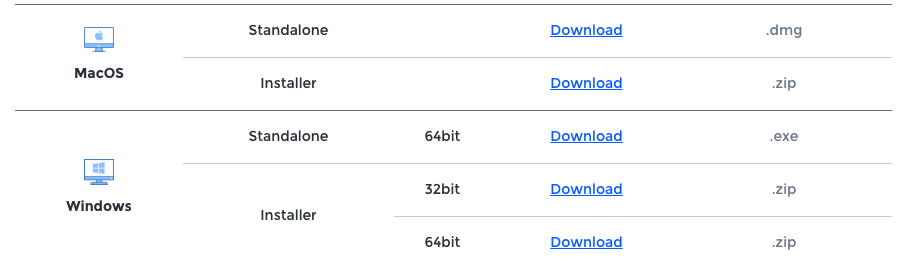 Standalone Download .dmg
MacOS
Installer Download .zip
Standalone 64bit Download .exe
32bit Download .zip
Windows
Installer
64bit Download .zip